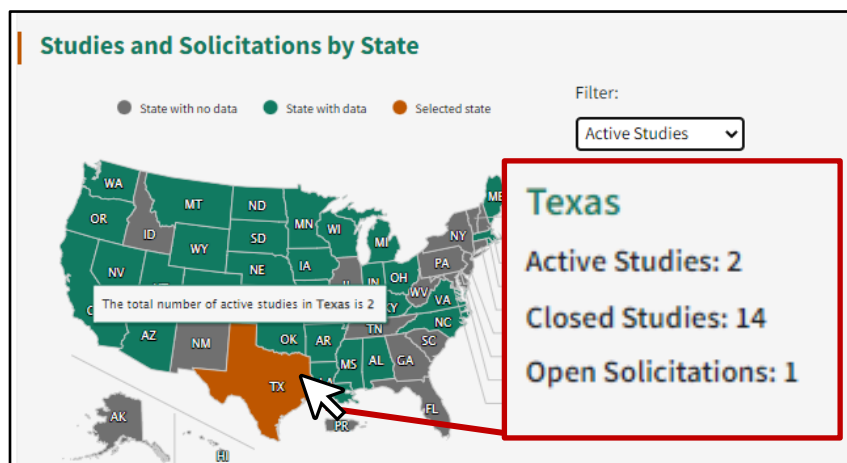 Studies and Solicitations by State
State with no data
State with data
Selected state
Filter:
Active Studies
Texas
Active Studies: 2
Closed Studies: 14
Open Solicitations: 1
WA
MT
ND
MN
WI
MI
ME
OR
ID
WY
SD
NY
NV
NE
IA
IN
OH
PA
WV
VA
KY
The total number of active studies in Texas is 2
AZ
NM
OK
AR
TN
NC
SC
MS
AL
GA
TX
FL
AK
PR
HI